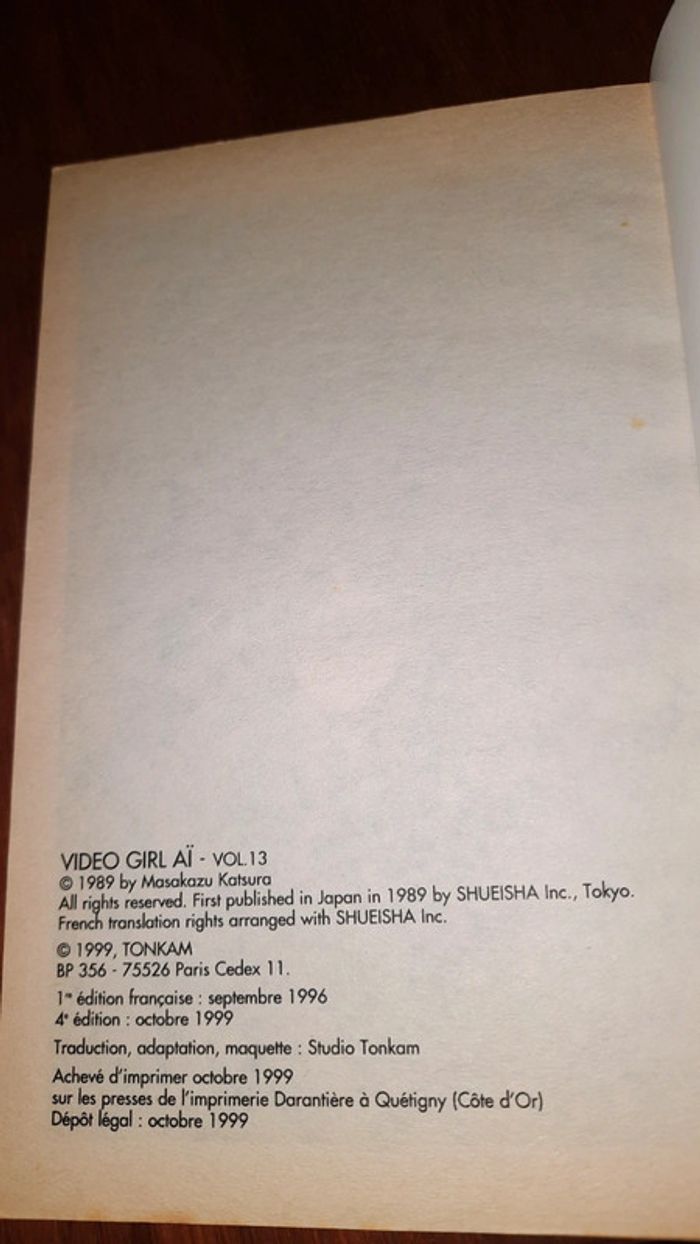 VIDEO GIRL AÏ - VOL.13
© 1989 by Masakazu Katsura
All rights reserved. First published in Japan in 1989 by SHUEISHA Inc., Tokyo.
French translation rights arranged with SHUEISHA Inc.
© 1999, TONKAM
BP 356 - 75526 Paris Cedex 11.
1re édition française : septembre 1996
4e édition : octobre 1999
Traduction, adaptation, maquette : Studio Tonkam
Achevé d'imprimer octobre 1999
sur les presses de l'imprimerie Darantière à Quétigny (Côte d'Or)
Dépôt légal : octobre 1999